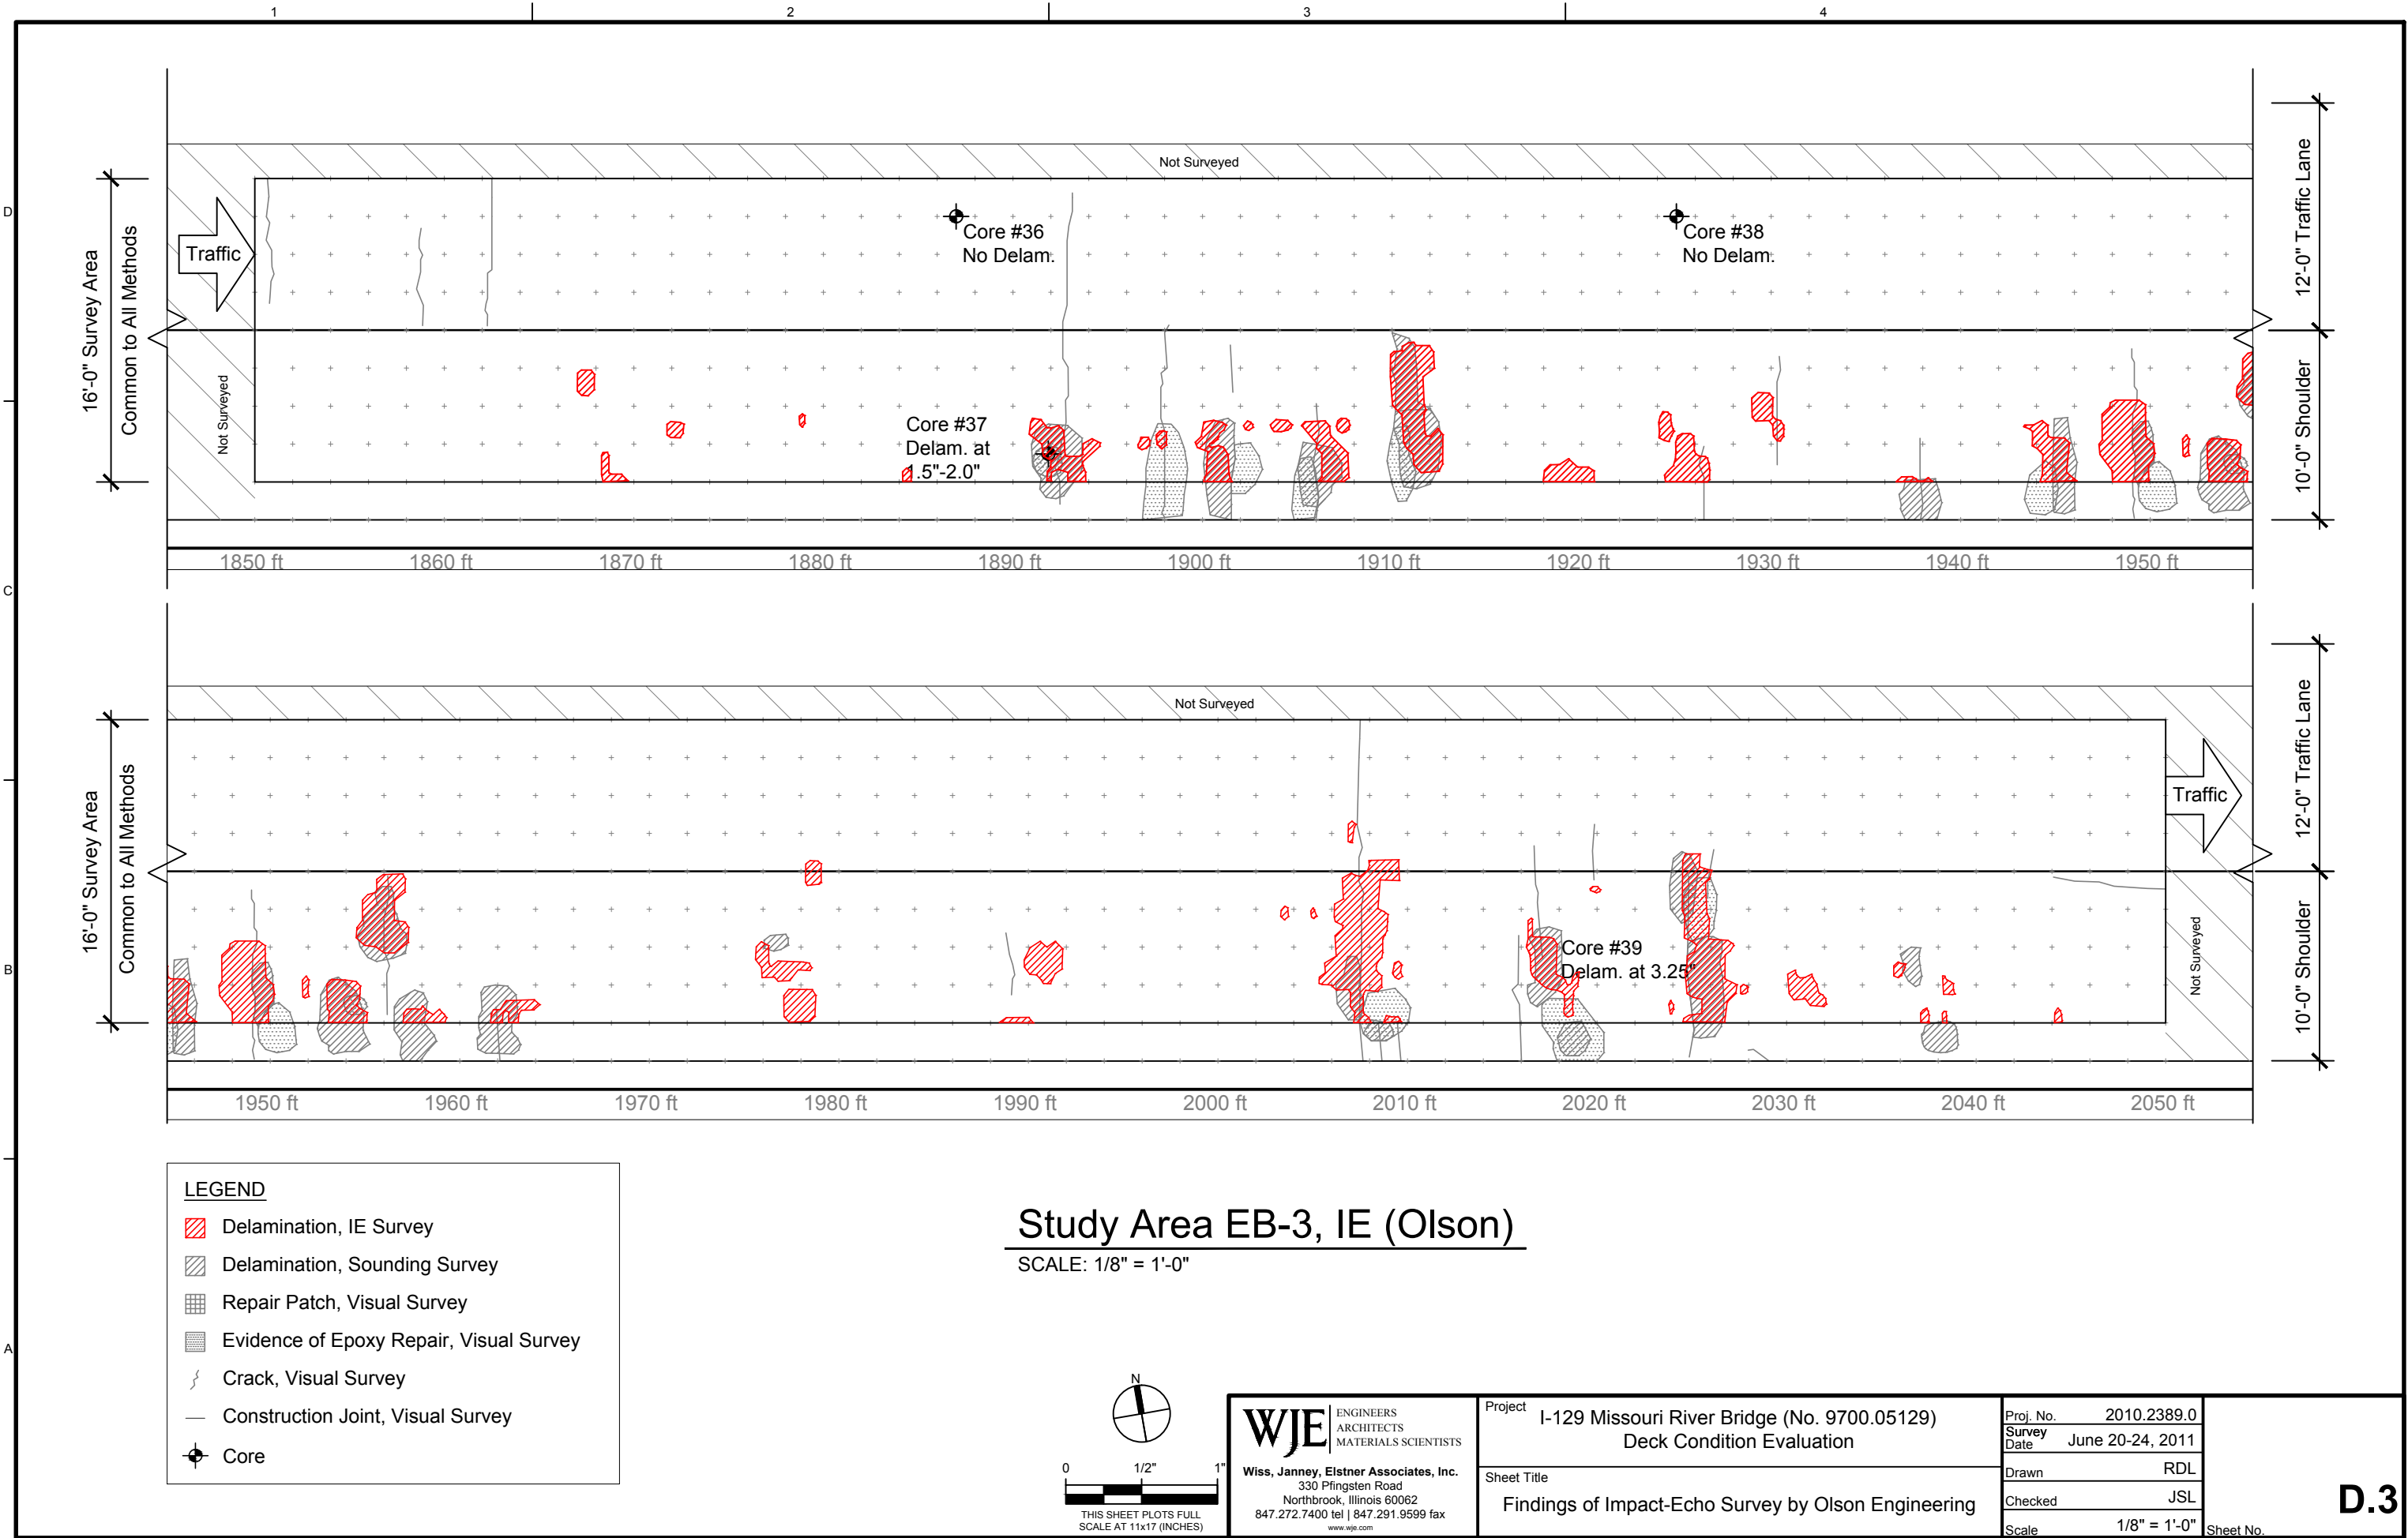 1
2
3
4
D
C
B
A
Not Surveyed
16'-0" Survey Area
Common to All Methods
Traffic
Not Surveyed
Core #36
No Delam.
Core #38
No Delam.
Core #37
Delam. at
1.5"-2.0"
12'-0" Traffic Lane
10'-0" Shoulder
1850 ft
1860 ft
1870 ft
1880 ft
1890 ft
1900 ft
1910 ft
1920 ft
1930 ft
1940 ft
1950 ft
Not Surveyed
16'-0" Survey Area
Common to All Methods
Traffic
Not Surveyed
Core #39
Delam. at 3.25"
12'-0" Traffic Lane
10'-0" Shoulder
1950 ft
1960 ft
1970 ft
1980 ft
1990 ft
2000 ft
2010 ft
2020 ft
2030 ft
2040 ft
2050 ft
LEGEND
Delamination, IE Survey
Delamination, Sounding Survey
Repair Patch, Visual Survey
Evidence of Epoxy Repair, Visual Survey
Crack, Visual Survey
Construction Joint, Visual Survey
Core
Study Area EB-3, IE (Olson)
SCALE: 1/8" = 1'-0"
N
0 1/2" 1"
THIS SHEET PLOTS FULL
SCALE AT 11x17 (INCHES)
WJE
ENGINEERS
ARCHITECTS
MATERIALS SCIENTISTS
Wiss, Janney, Elstner Associates, Inc.
330 Pfingsten Road
Northbrook, Illinois 60062
847.272.7400 tel | 847.291.9599 fax
www.wje.com
Project
I-129 Missouri River Bridge (No. 9700.05129)
Deck Condition Evaluation
Sheet Title
Findings of Impact-Echo Survey by Olson Engineering
Proj. No. 2010.2389.0
Survey
Date June 20-24, 2011
Drawn RDL
Checked JSL
Scale 1/8" = 1'-0"
Sheet No.
D.3